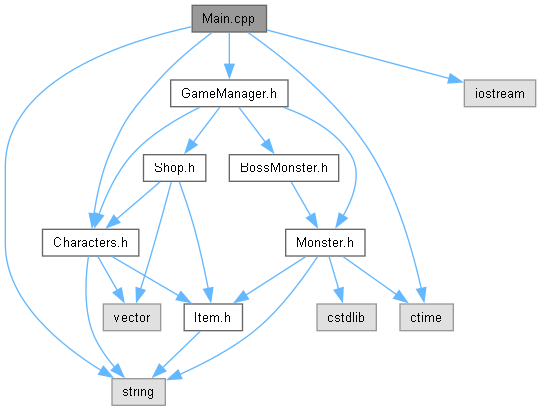 Main.cpp
GameManager.h
iostream
Shop.h
BossMonster.h
Characters.h
Monster.h
vector
Item.h
cstdlib
ctime
string